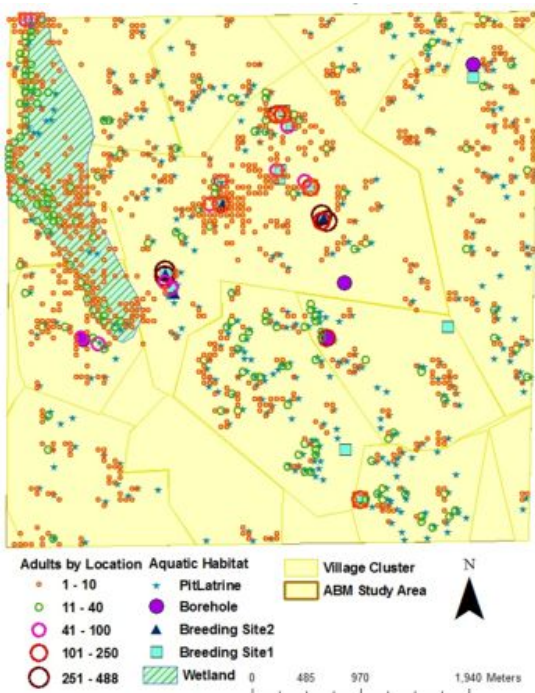 Adults by Location
1 - 10
11 - 40
41 - 100
101 - 250
251 - 488
Aquatic Habitat
PitLatrine
Borehole
Breeding Site2
Breeding Site1
Wetland
Village Cluster
ABM Study Area
N
0 485 970 1,940 Meters